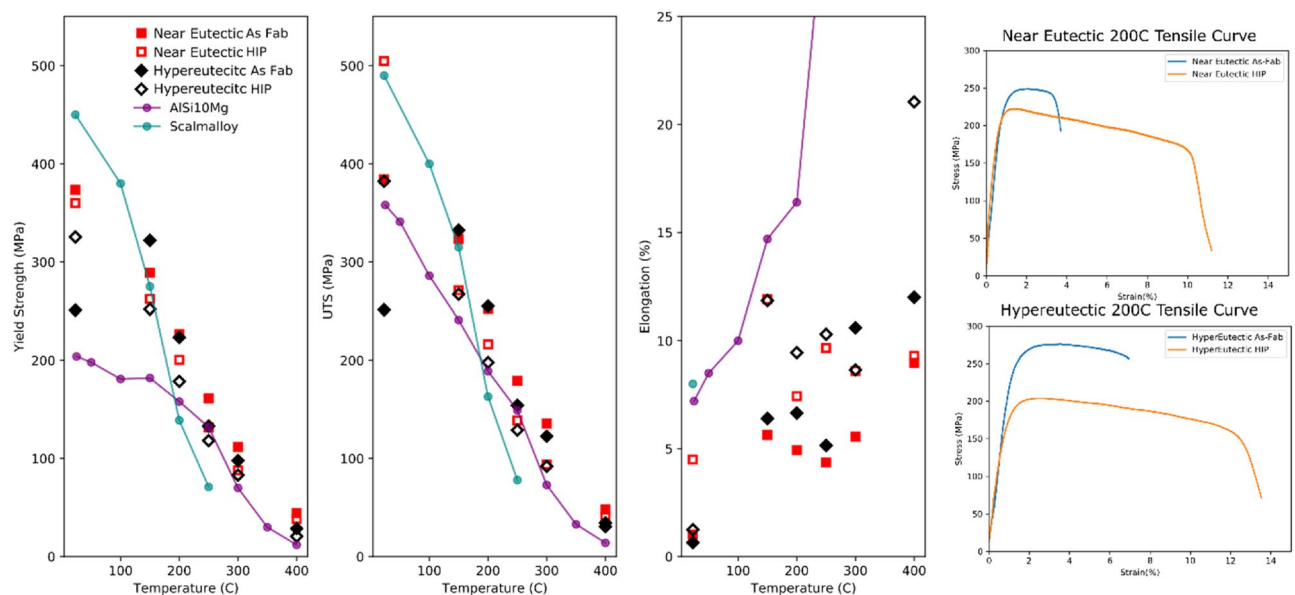 Near Eutectic As Fab
Near Eutectic HIP
Hypereutecitc As Fab
Hypereutecitc HIP
AlSi10Mg
Scalmalloy
Yield Strength (MPa)
0
100
200
300
400
500
100 200 300 400
Temperature (C)
UTS (MPa)
0
100
200
300
400
500
100 200 300 400
Temperature (C)
Elongation (%)
0
5
10
15
20
25
100 200 300 400
Temperature (C)
Near Eutectic 200C Tensile Curve
Near Eutectic As-Fab
Near Eutectic HIP
Stress (MPa)
0
50
100
150
200
250
300
0 2 4 6 8 10 12 14
Strain(%)
Hypereutectic 200C Tensile Curve
HyperEutectic As-Fab
HyperEutectic HIP
Stress (MPa)
0
50
100
150
200
250
300
0 2 4 6 8 10 12 14
Strain(%)